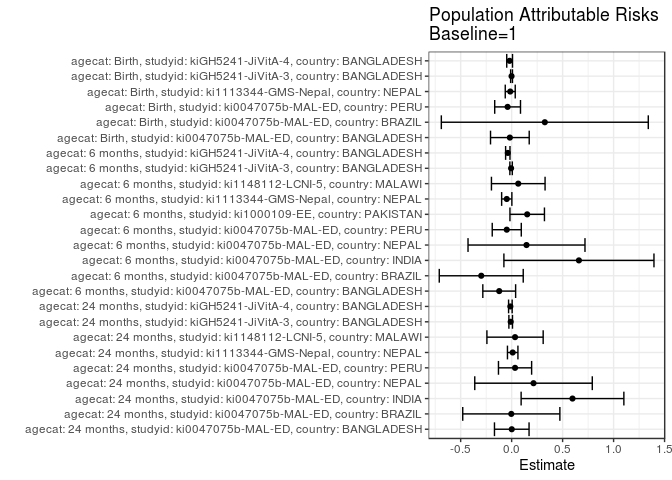 Population Attributable Risks
Baseline=1
agecat: Birth, studyid: kiGH5241-JiVitA-4, country: BANGLADESH
agecat: Birth, studyid: kiGH5241-JiVitA-3, country: BANGLADESH
agecat: Birth, studyid: ki1113344-GMS-Nepal, country: NEPAL
agecat: Birth, studyid: ki0047075b-MAL-ED, country: PERU
agecat: Birth, studyid: ki0047075b-MAL-ED, country: BRAZIL
agecat: Birth, studyid: ki0047075b-MAL-ED, country: BANGLADESH
agecat: 6 months, studyid: kiGH5241-JiVitA-4, country: BANGLADESH
agecat: 6 months, studyid: kiGH5241-JiVitA-3, country: BANGLADESH
agecat: 6 months, studyid: ki1148112-LCNI-5, country: MALAWI
agecat: 6 months, studyid: ki1113344-GMS-Nepal, country: NEPAL
agecat: 6 months, studyid: ki1000109-EE, country: PAKISTAN
agecat: 6 months, studyid: ki0047075b-MAL-ED, country: PERU
agecat: 6 months, studyid: ki0047075b-MAL-ED, country: NEPAL
agecat: 6 months, studyid: ki0047075b-MAL-ED, country: INDIA
agecat: 6 months, studyid: ki0047075b-MAL-ED, country: BRAZIL
agecat: 6 months, studyid: ki0047075b-MAL-ED, country: BANGLADESH
agecat: 24 months, studyid: kiGH5241-JiVitA-4, country: BANGLADESH
agecat: 24 months, studyid: kiGH5241-JiVitA-3, country: BANGLADESH
agecat: 24 months, studyid: ki1148112-LCNI-5, country: MALAWI
agecat: 24 months, studyid: ki1113344-GMS-Nepal, country: NEPAL
agecat: 24 months, studyid: ki0047075b-MAL-ED, country: PERU
agecat: 24 months, studyid: ki0047075b-MAL-ED, country: NEPAL
agecat: 24 months, studyid: ki0047075b-MAL-ED, country: INDIA
agecat: 24 months, studyid: ki0047075b-MAL-ED, country: BRAZIL
agecat: 24 months, studyid: ki0047075b-MAL-ED, country: BANGLADESH
-0.5 0.0 0.5 1.0 1.5
Estimate